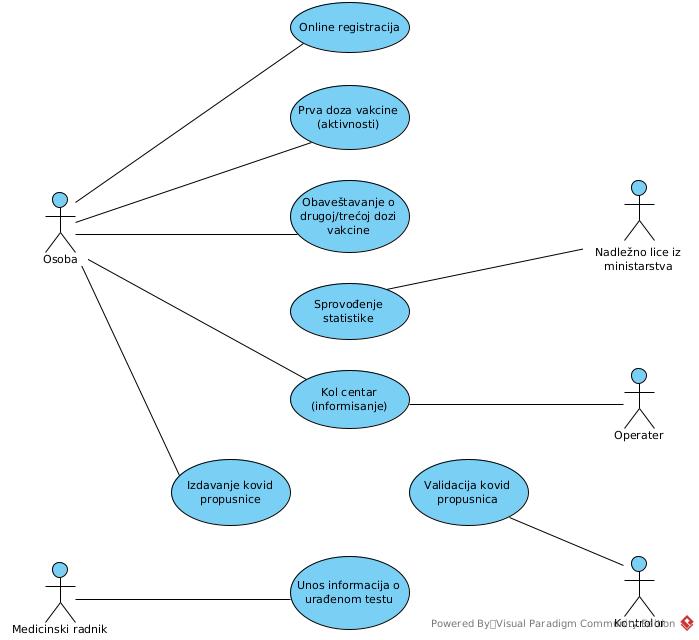 Online registracija
Prva doza vakcine
(aktivnosti)
Obaveštavanje o
drugoj/trećoj dozi
vakcine
Osoba
Nadležno lice iz
ministarstva
Sprovođenje
statistike
Kol centar
(informisanje)
Operater
Izdavanje kovid
propusnice
Validacija kovid
propusnica
Unos informacija o
urađenom testu
Medicinski radnik
Kontrolor
Powered By Visual Paradigm Community Edition